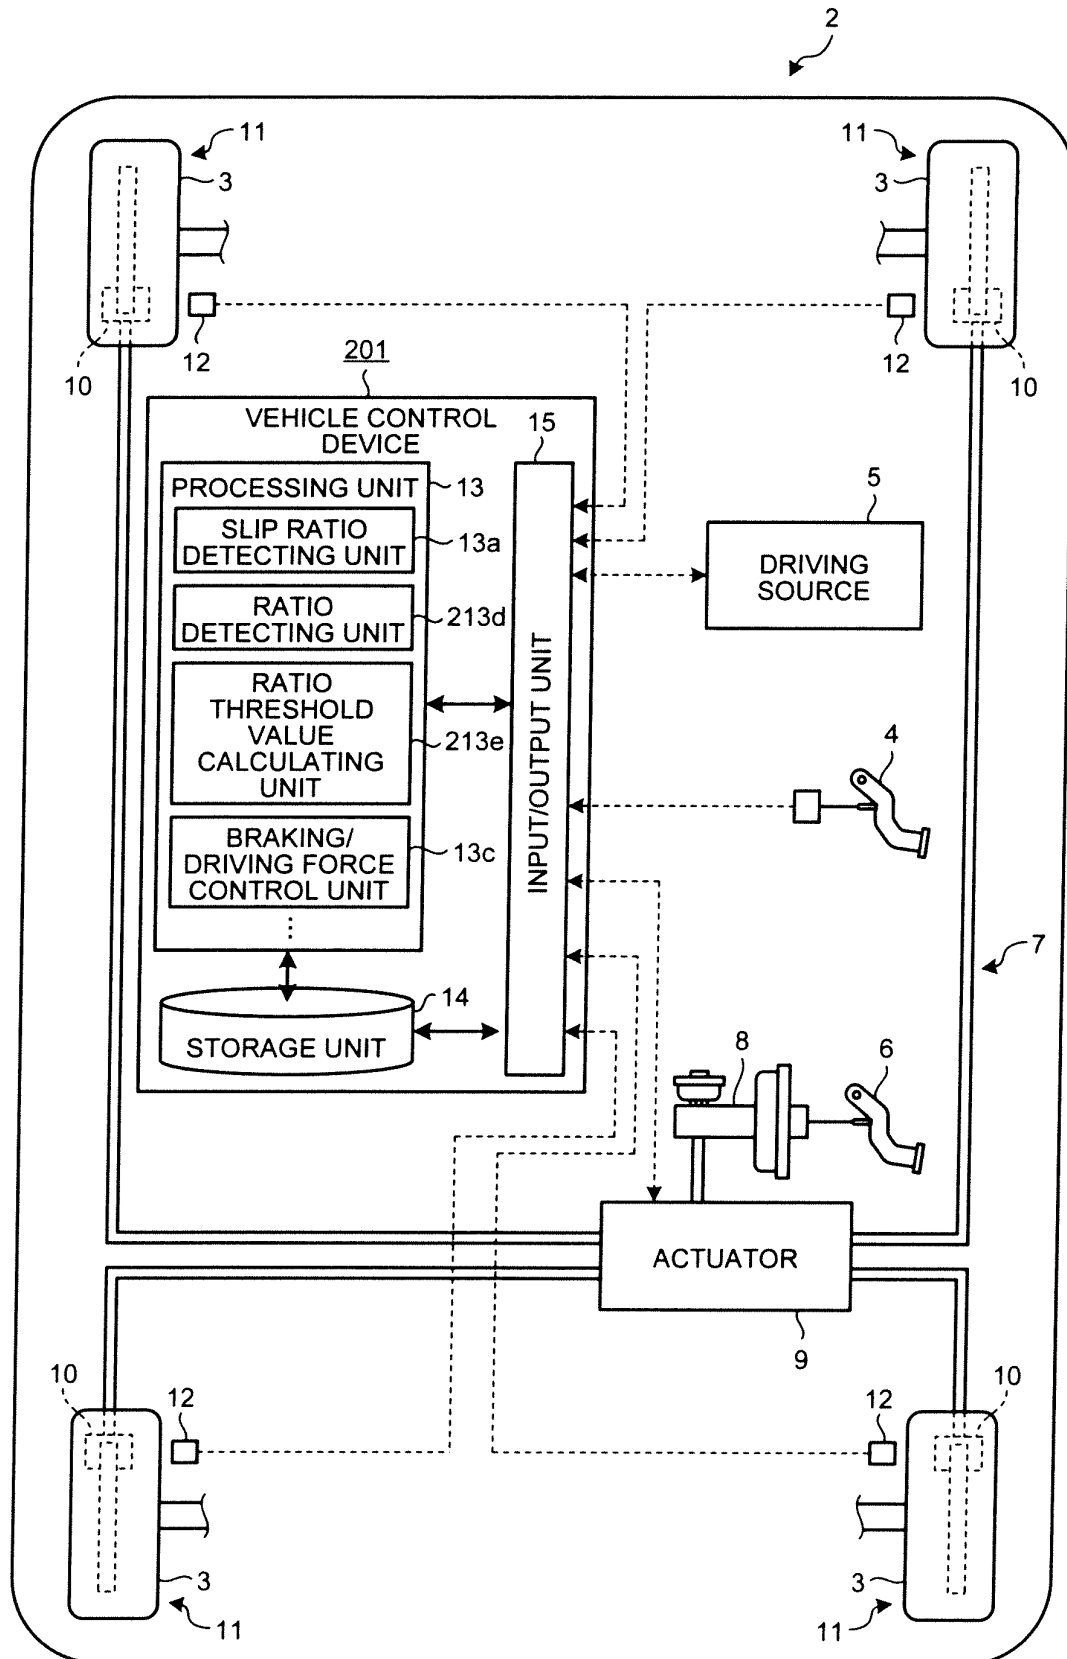 2
11
11
3
3
12
12
10
10
201
VEHICLE CONTROL
DEVICE
15
PROCESSING UNIT
13
SLIP RATIO
DETECTING UNIT
13a
RATIO
DETECTING UNIT
213d
RATIO
THRESHOLD
VALUE
CALCULATING
UNIT
213e
BRAKING/
DRIVING FORCE
CONTROL UNIT
13c
⋮
14
STORAGE UNIT
INPUT/OUTPUT UNIT
5
DRIVING
SOURCE
4
7
8
6
ACTUATOR
9
10
12
12
10
3
3
11
11